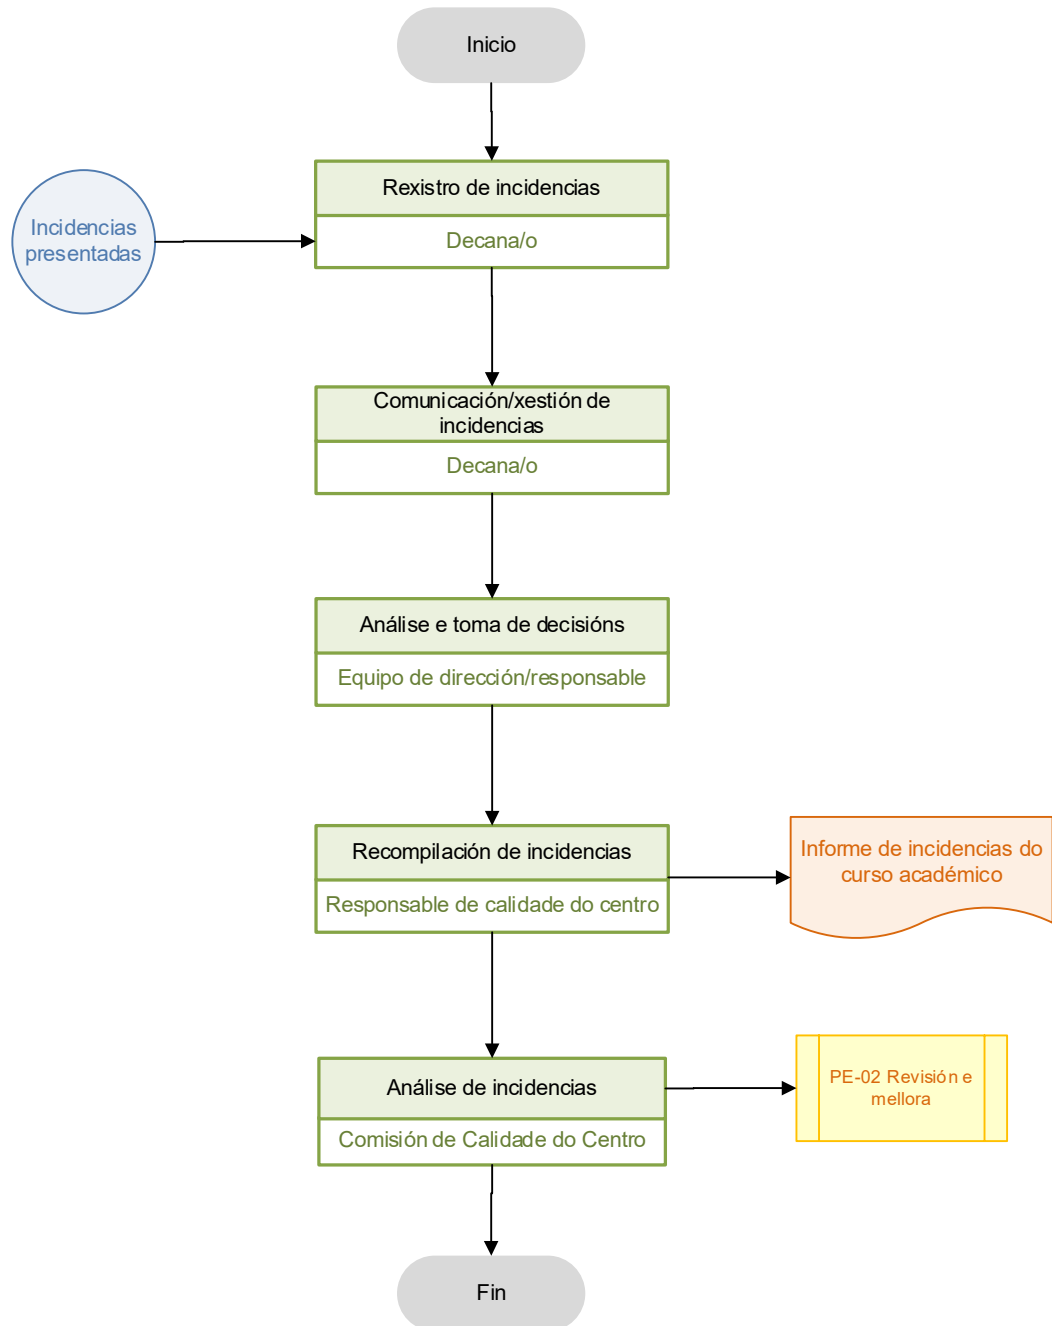 Inicio
Rexistro de incidencias
Incidencias
presentadas
Decana/o
Comunicación/xestión de
incidencias
Decana/o
Análise e toma de decisións
Equipo de dirección/responsable
Recompilación de incidencias
Responsable de calidade do centro
Informe de incidencias do
curso académico
Análise de incidencias
Comisión de Calidade do Centro
PE-02 Revisión e
mellora
Fin